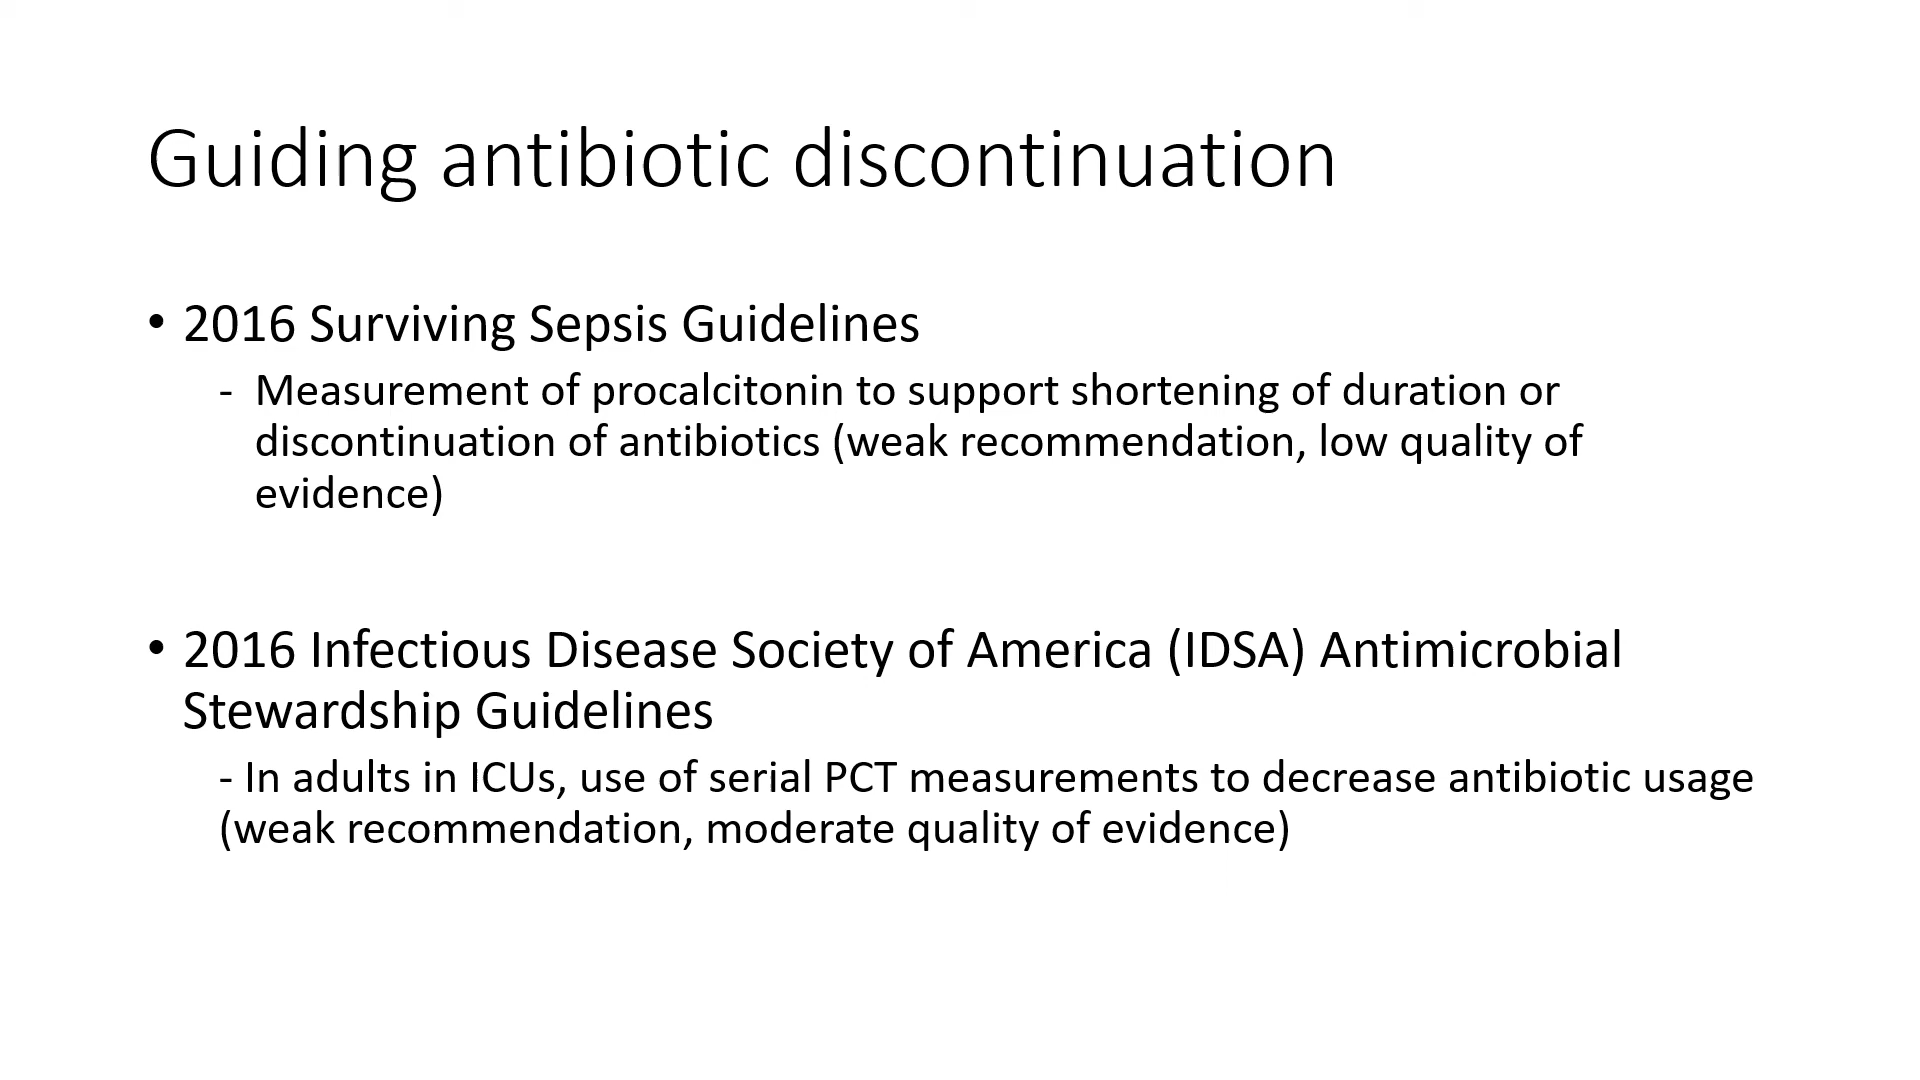 Guiding antibiotic discontinuation
• 2016 Surviving Sepsis Guidelines
- Measurement of procalcitonin to support shortening of duration or
discontinuation of antibiotics (weak recommendation, low quality of
evidence)
• 2016 Infectious Disease Society of America (IDSA) Antimicrobial
Stewardship Guidelines
- In adults in ICUs, use of serial PCT measurements to decrease antibiotic usage
(weak recommendation, moderate quality of evidence)